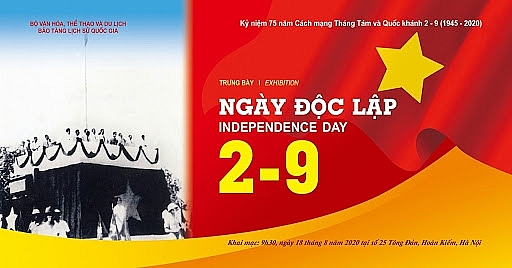 BỘ VĂN HÓA, THỂ THAO VÀ DU LỊCH
BẢO TÀNG LỊCH SỬ QUỐC GIA
Kỷ niệm 75 năm Cách mạng Tháng Tám và Quốc khánh 2 - 9 (1945 - 2020)
TRƯNG BÀY | EXHIBITION
NGÀY ĐỘC LẬP
INDEPENDENCE DAY
2-9
Khai mạc: 9h30, ngày 18 tháng 8 năm 2020 tại số 25 Tông Đản, Hoàn Kiếm, Hà Nội